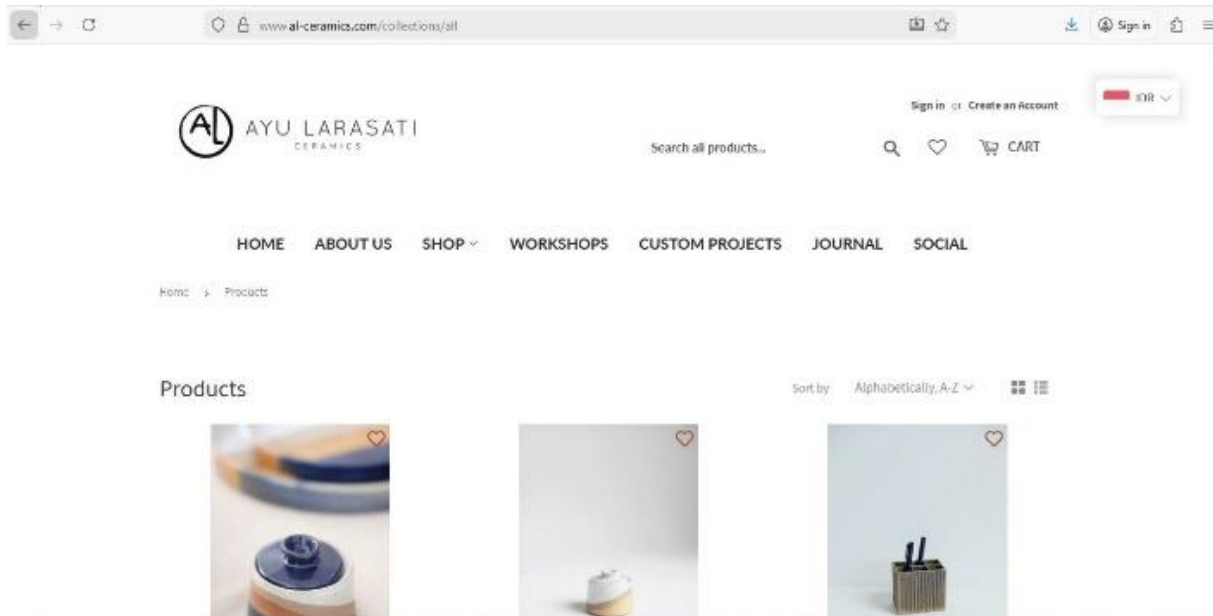 www.al-ceramics.com/collections/all
Sign in
Sign in or Create an Account
IDR
AL AYU LARASATI
CERAMICS
Search all products...
CART
HOME ABOUT US SHOP WORKSHOPS CUSTOM PROJECTS JOURNAL SOCIAL
Home > Products
Products
Sort by Alphabetically, A-Z